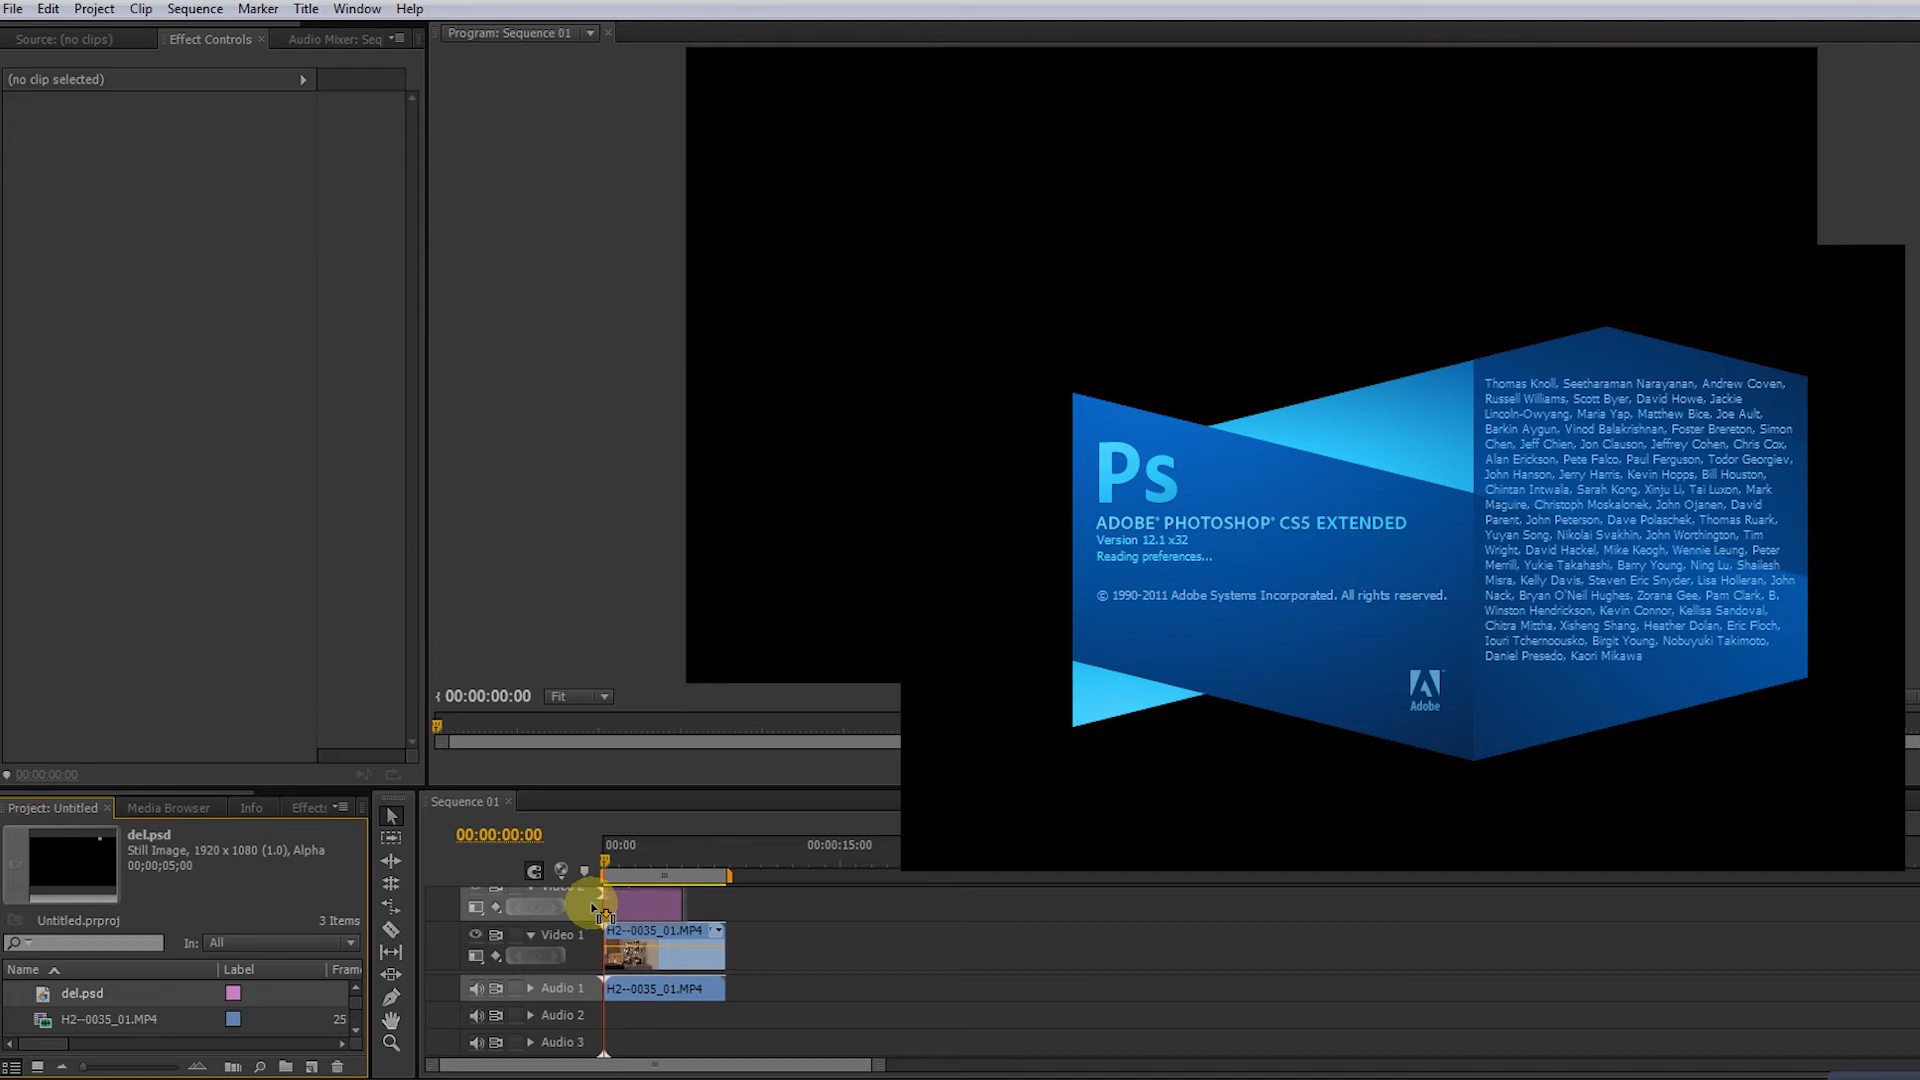 File Edit Project Clip Sequence Marker Title Window Help
Source: (no clips) Effect Controls Audio Mixer: Seq
Program: Sequence 01
(no clip selected)
Thomas Knoll, Seetharaman Narayanan, Andrew Coven,
Russell Williams, Scott Byer, David Howe, Jackie
Lincoln-Owyang, Maria Yap, Matthew Bice, Joe Ault,
Barkin Aygun, Vinod Balakrishnan, Foster Brereton, Simon
Chen, Jeff Chien, Jon Clauson, Jeffrey Cohen, Chris Cox,
Alan Erickson, Pete Falco, Paul Ferguson, Todor Georgiev,
John Hanson, Jerry Harris, Kevin Hopps, Bill Houston,
Chintan Intwala, Sarah Kong, Xinju Li, Tai Luxon, Mark
Maguire, Christoph Moskalonek, John Ojanen, David
Parent, John Peterson, Dave Polaschek, Thomas Ruark,
Yuyan Song, Nikolai Svakhin, John Worthington, Tim
Wright, David Hackel, Mike Keogh, Wennie Leung, Peter
Merrill, Yukie Takahashi, Barry Young, Ning Lu, Shailesh
Misra, Kelly Davis, Steven Eric Snyder, Lisa Holleran, John
Nack, Bryan O'Neil Hughes, Zorana Gee, Pam Clark, B.
Winston Hendrickson, Kevin Connor, Kellisa Sandoval,
Chitra Mittha, Xisheng Shang, Heather Dolan, Eric Floch,
Iouri Tchernoousko, Birgit Young, Nobuyuki Takimoto,
Daniel Presedo, Kaori Mikawa
Ps
ADOBE® PHOTOSHOP® CS5 EXTENDED
Version 12.1 x32
Reading preferences...
© 1990-2011 Adobe Systems Incorporated. All rights reserved.
Adobe
00:00:00:00 Fit
00:00:00:00
Project: Untitled Media Browser Info Effects
del.psd
Still Image, 1920 x 1080 (1.0), Alpha
00;00;05;00
Untitled.prproj 3 Items
In: All
Name Label Fram
del.psd
H2--0035_01.MP4 25
Sequence 01
00:00:00:00
00:00 00:00:15:00
Video 2
Video 1 H2--0035_01.MP4
Audio 1 H2--0035_01.MP4
Audio 2
Audio 3